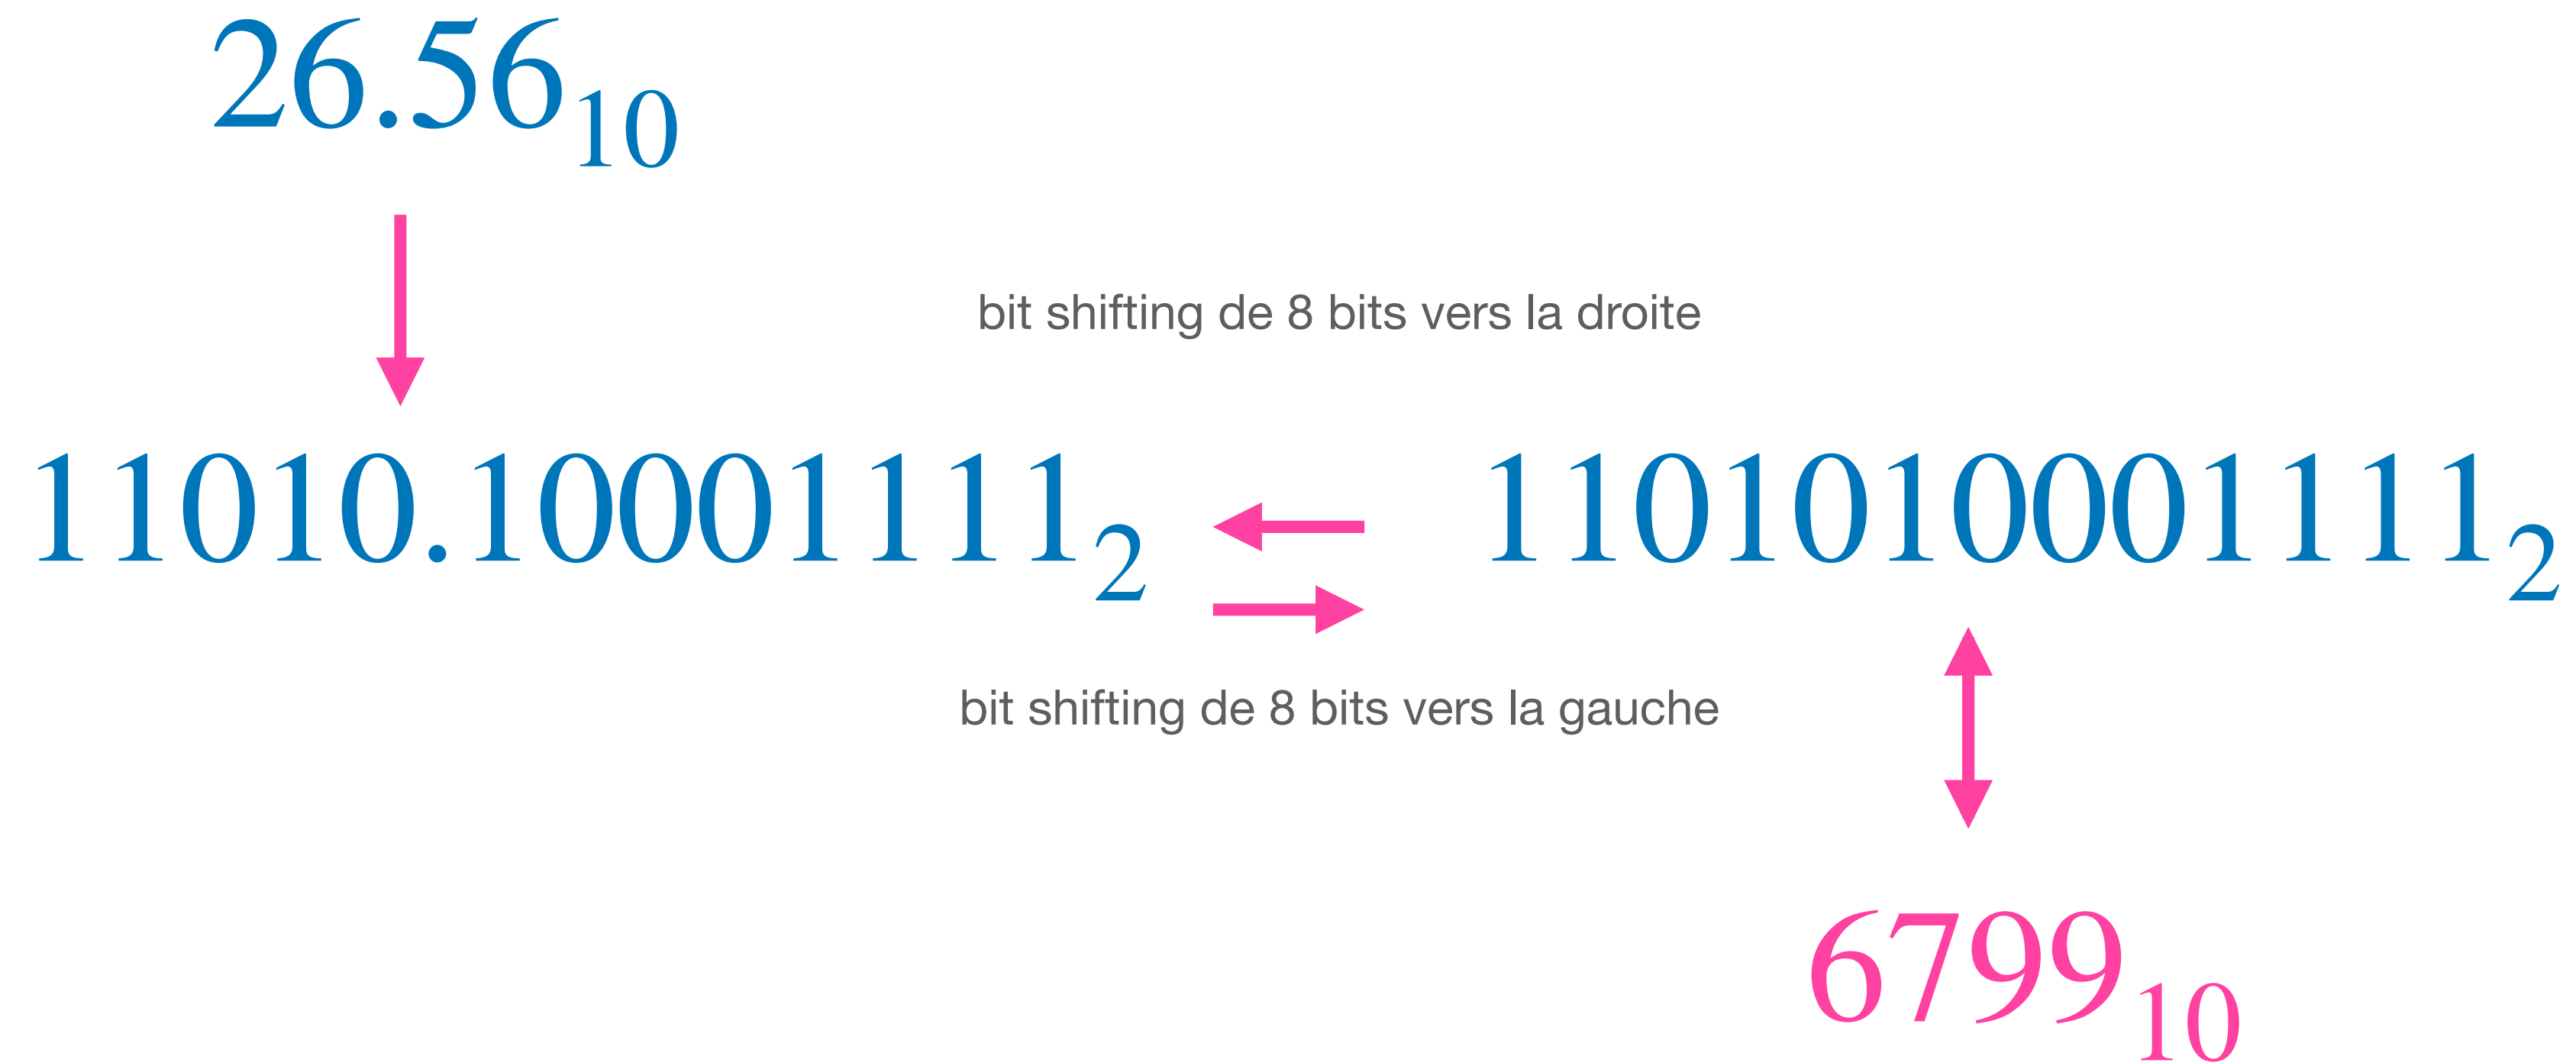 26.56₁₀
bit shifting de 8 bits vers la droite
11010.10001111₂
1101010001111₂
bit shifting de 8 bits vers la gauche
6799₁₀